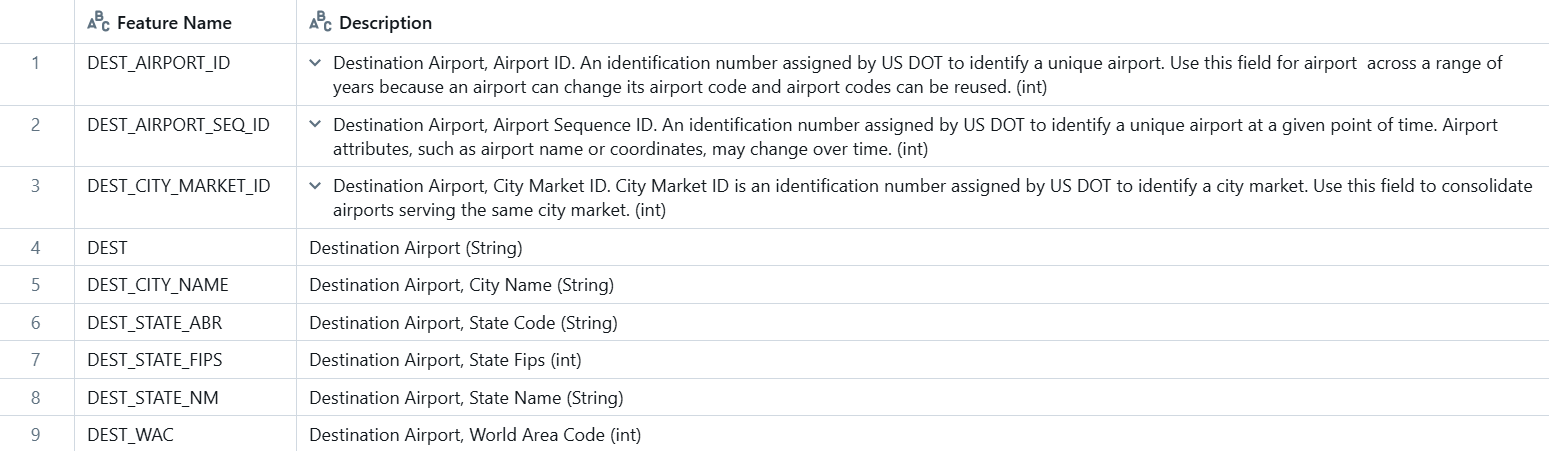 Feature Name Description
1 DEST_AIRPORT_ID Destination Airport, Airport ID. An identification number assigned by US DOT to identify a unique airport. Use this field for airport  across a range of
years because an airport can change its airport code and airport codes can be reused. (int)
2 DEST_AIRPORT_SEQ_ID Destination Airport, Airport Sequence ID. An identification number assigned by US DOT to identify a unique airport at a given point of time. Airport
attributes, such as airport name or coordinates, may change over time. (int)
3 DEST_CITY_MARKET_ID Destination Airport, City Market ID. City Market ID is an identification number assigned by US DOT to identify a city market. Use this field to consolidate
airports serving the same city market. (int)
4 DEST Destination Airport (String)
5 DEST_CITY_NAME Destination Airport, City Name (String)
6 DEST_STATE_ABR Destination Airport, State Code (String)
7 DEST_STATE_FIPS Destination Airport, State Fips (int)
8 DEST_STATE_NM Destination Airport, State Name (String)
9 DEST_WAC Destination Airport, World Area Code (int)